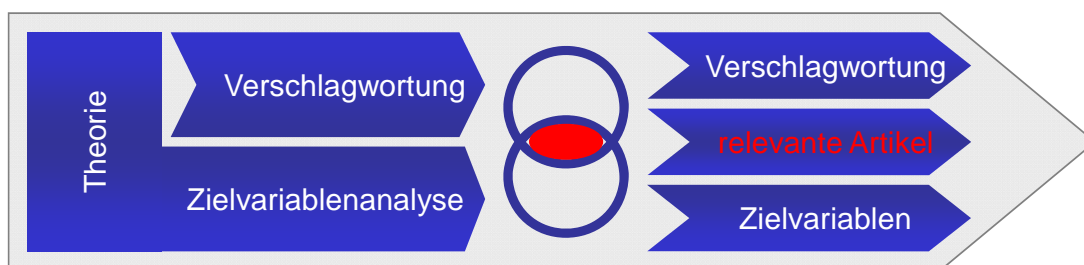 Theorie
Verschlagwortung
Zielvariablenanalyse
Verschlagwortung
relevante Artikel
Zielvariablen